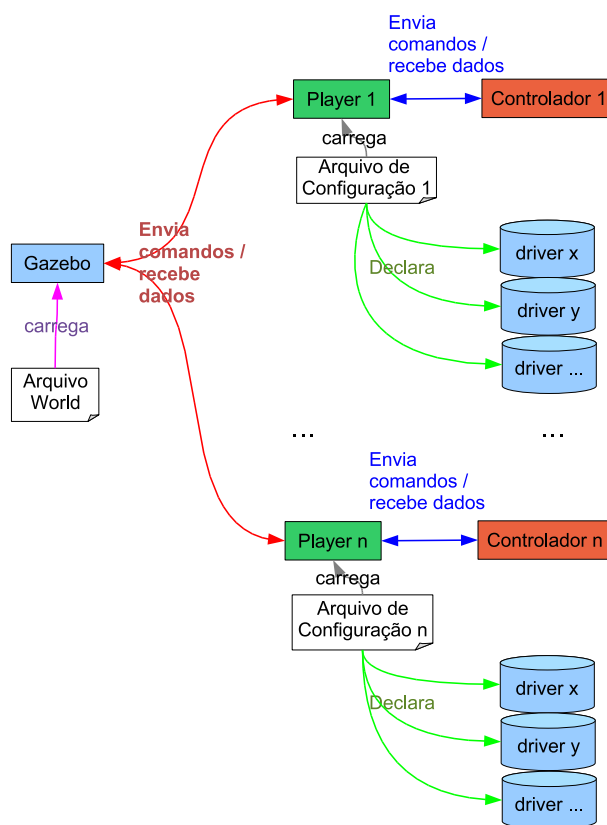 Envia
comandos /
recebe dados
Player 1
Controlador 1
carrega
Arquivo de
Configuração 1
Envia
comandos /
recebe
dados
Gazebo
Declara
driver x
driver y
driver ...
carrega
Arquivo
World
...
...
Envia
comandos /
recebe dados
Player n
Controlador n
carrega
Arquivo de
Configuração n
Declara
driver x
driver y
driver ...